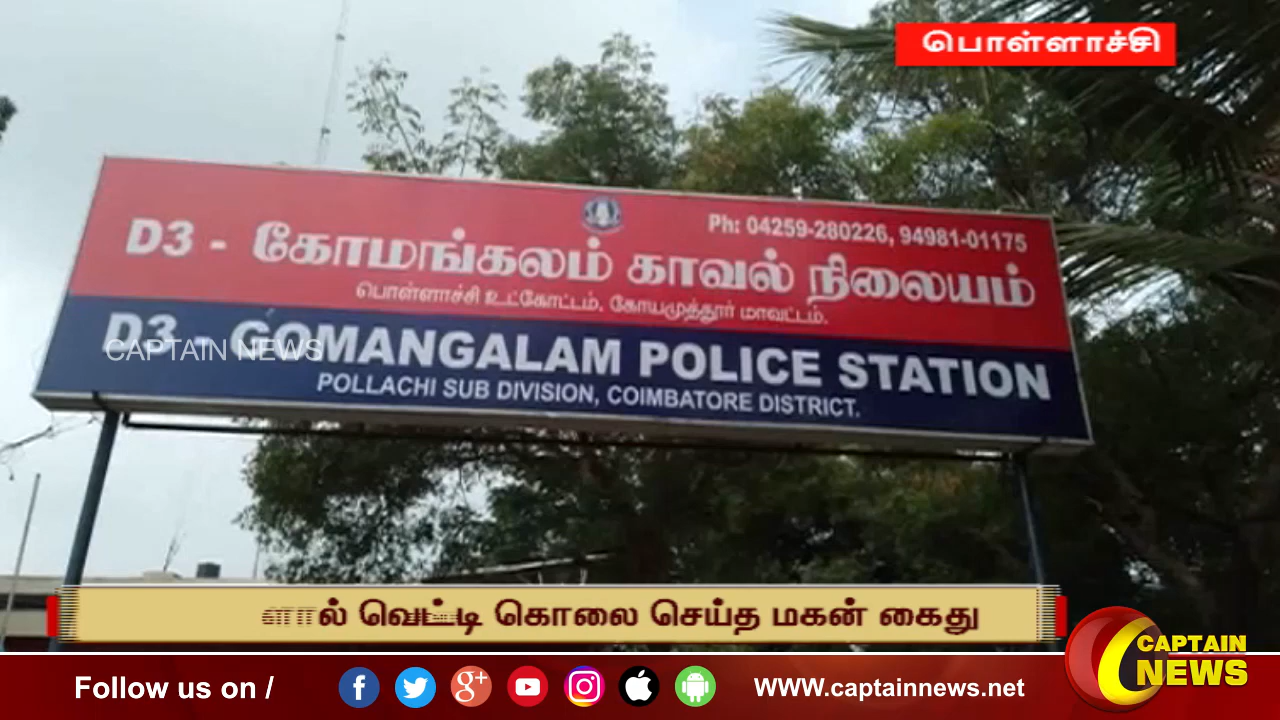 பொள்ளாச்சி
Ph: 04259-280226, 94981-01175
D3 - கோமங்கலம் காவல் நிலையம்
பொள்ளாச்சி உட்கோட்டம். கோயமுத்தூர் மாவட்டம்.
D3 - GOMANGALAM POLICE STATION
CAPTAIN NEWS
POLLACHI SUB DIVISION, COIMBATORE DISTRICT.
வெட்டி கொலை செய்த மகன் கைது
CAPTAIN NEWS
Follow us on / WWW.captainnews.net